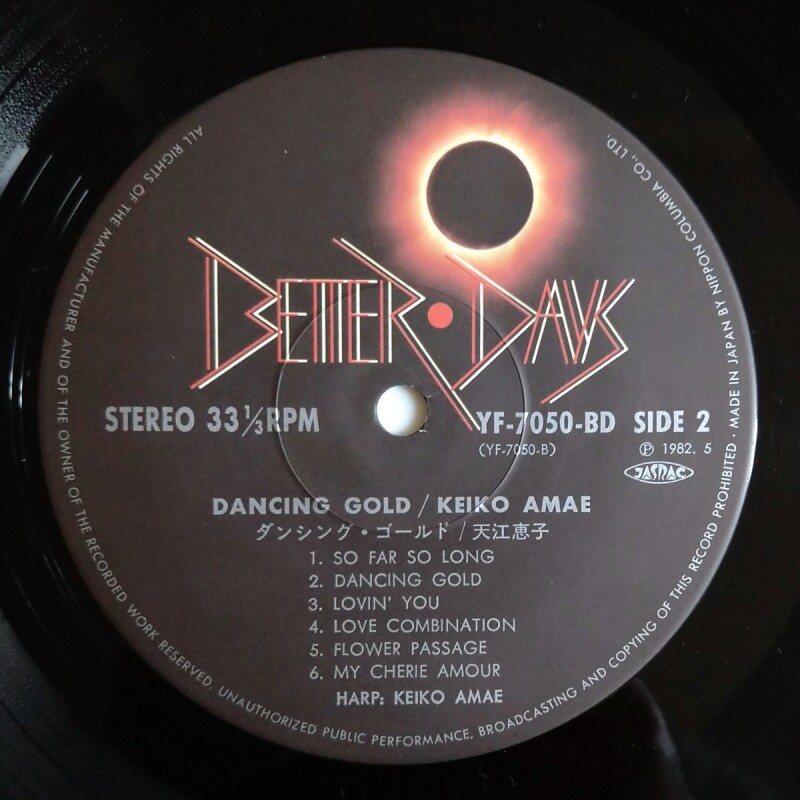 BETTER・DAYS
STEREO 33 1/3 RPM
YF-7050-BD SIDE 2
(YF-7050-B)
Ⓟ 1982. 5
JASRAC
DANCING GOLD / KEIKO AMAE
ダンシング・ゴールド / 天江恵子
1. SO FAR SO LONG
2. DANCING GOLD
3. LOVIN' YOU
4. LOVE COMBINATION
5. FLOWER PASSAGE
6. MY CHERIE AMOUR
HARP: KEIKO AMAE
ALL RIGHTS OF THE MANUFACTURER AND OF THE OWNER OF THE RECORDED WORK RESERVED. UNAUTHORIZED PUBLIC PERFORMANCE, BROADCASTING AND COPYING OF THIS RECORD PROHIBITED · MADE IN JAPAN BY NIPPON COLUMBIA CO., LTD.